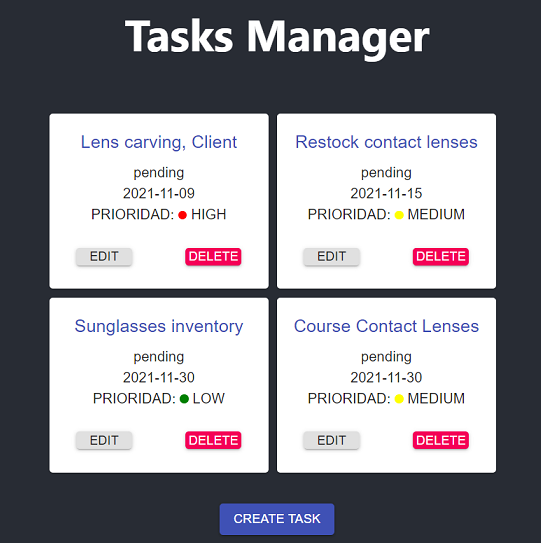 Tasks Manager
Lens carving, Client
pending
2021-11-09
PRIORIDAD: HIGH
EDIT
DELETE
Restock contact lenses
pending
2021-11-15
PRIORIDAD: MEDIUM
EDIT
DELETE
Sunglasses inventory
pending
2021-11-30
PRIORIDAD: LOW
EDIT
DELETE
Course Contact Lenses
pending
2021-11-30
PRIORIDAD: MEDIUM
EDIT
DELETE
CREATE TASK